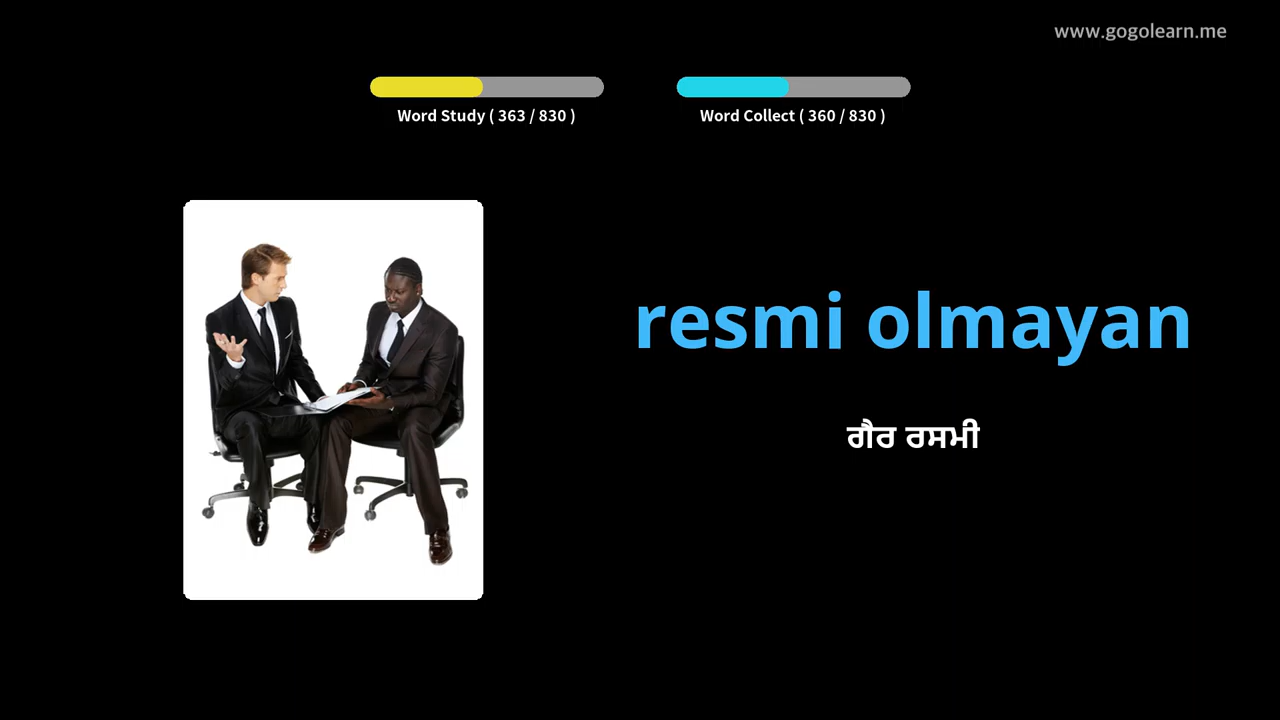 www.gogolearn.me
Word Study ( 363 / 830 )
Word Collect ( 360 / 830 )
resmi olmayan
ਗੈਰ ਰਸਮੀ